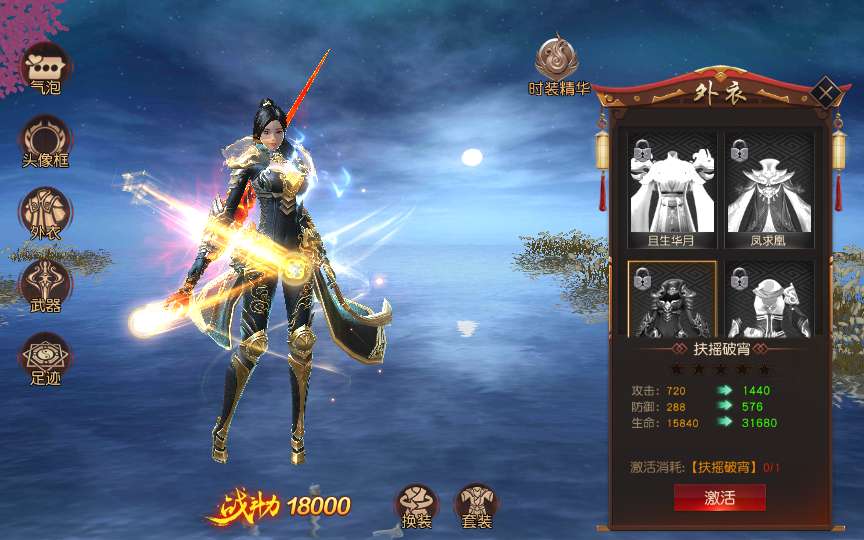 气泡
头像框
外衣
武器
足迹
时装精华
外衣
且生华月
凤求凰
扶摇破宵
攻击: 720 1440
防御: 288 576
生命: 15840 31680
激活消耗:【扶摇破宵】0/1
激活
战斗力 18000
换装
套装